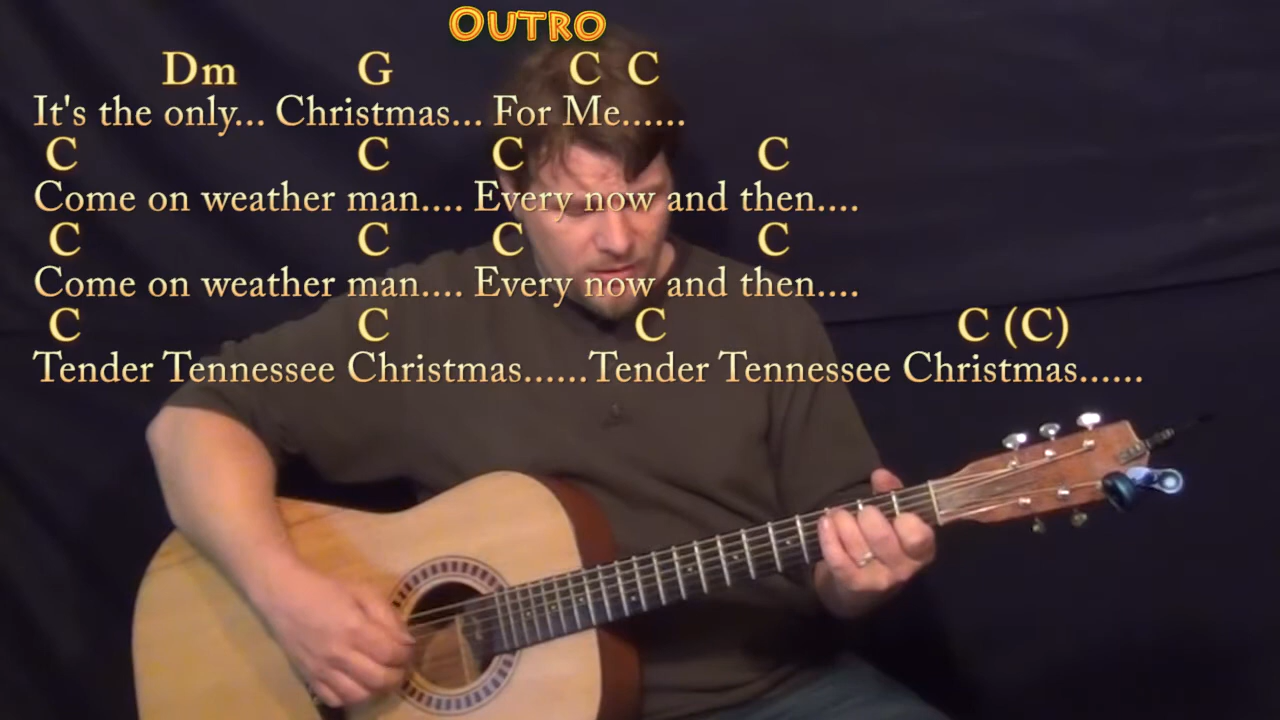 Outro
Dm G C C
It's the only... Christmas... For Me......
C C C C
Come on weather man.... Every now and then....
C C C C
Come on weather man.... Every now and then....
C C C C (C)
Tender Tennessee Christmas......Tender Tennessee Christmas......